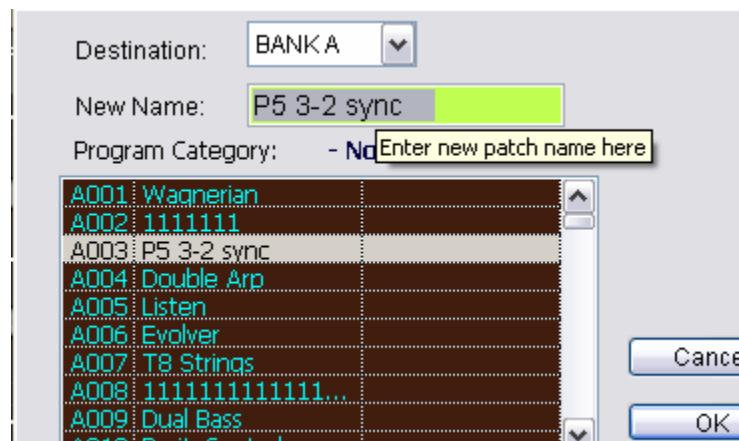 Destination: BANK A
New Name: P5 3-2 sync
Enter new patch name here
Program Category: - No
A001 Wagnerian
A002 1111111
A003 P5 3-2 sync
A004 Double Arp
A005 Listen
A006 Evolver
A007 T8 Strings
A008 1111111111111...
A009 Dual Bass
Cance
OK